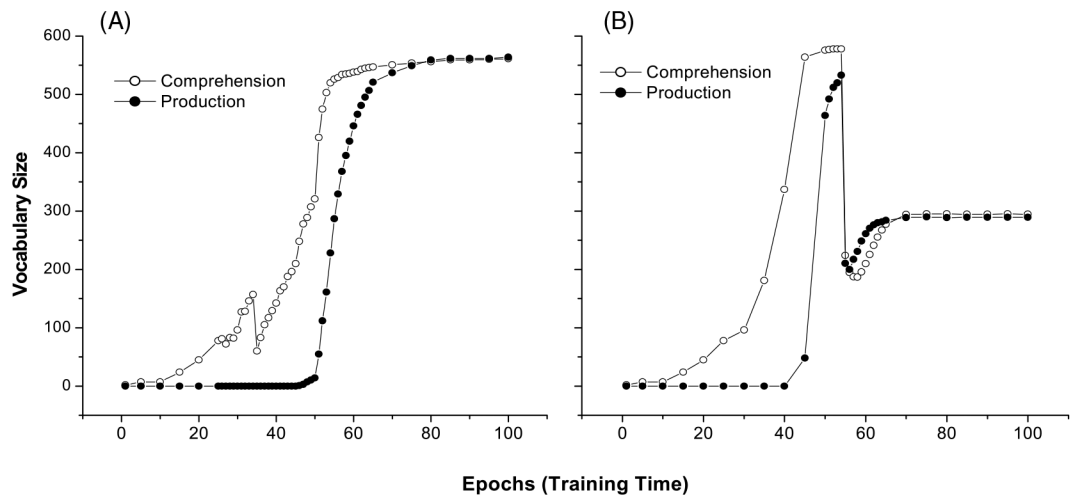 (A)
(B)
600
500
400
300
200
100
0
Comprehension
Production
Comprehension
Production
Vocabulary Size
0 20 40 60 80 100
0 20 40 60 80 100
Epochs (Training Time)